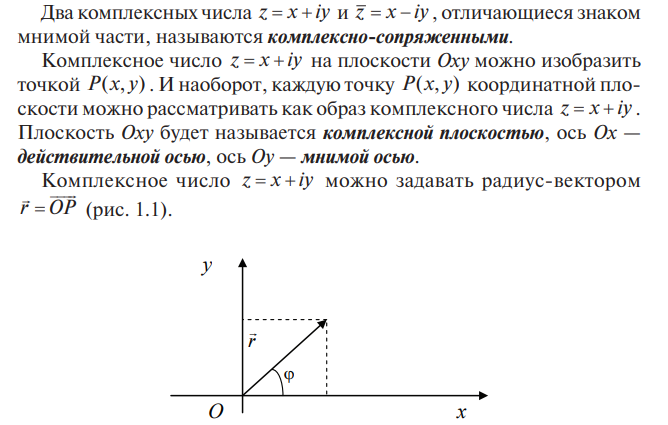 Два комплексных числа z = x + iy и z̅ = x − iy, отличающиеся знаком
мнимой части, называются комплексно-сопряженными.
Комплексное число z = x + iy на плоскости Oxy можно изобразить
точкой P(x, y). И наоборот, каждую точку P(x, y) координатной пло-
скости можно рассматривать как образ комплексного числа z = x + iy.
Плоскость Oxy будет называется комплексной плоскостью, ось Ox —
действительной осью, ось Oy — мнимой осью.
Комплексное число z = x + iy можно задавать радиус-вектором
r⃗ = OP⃗ (рис. 1.1).
y
r⃗
φ
O x